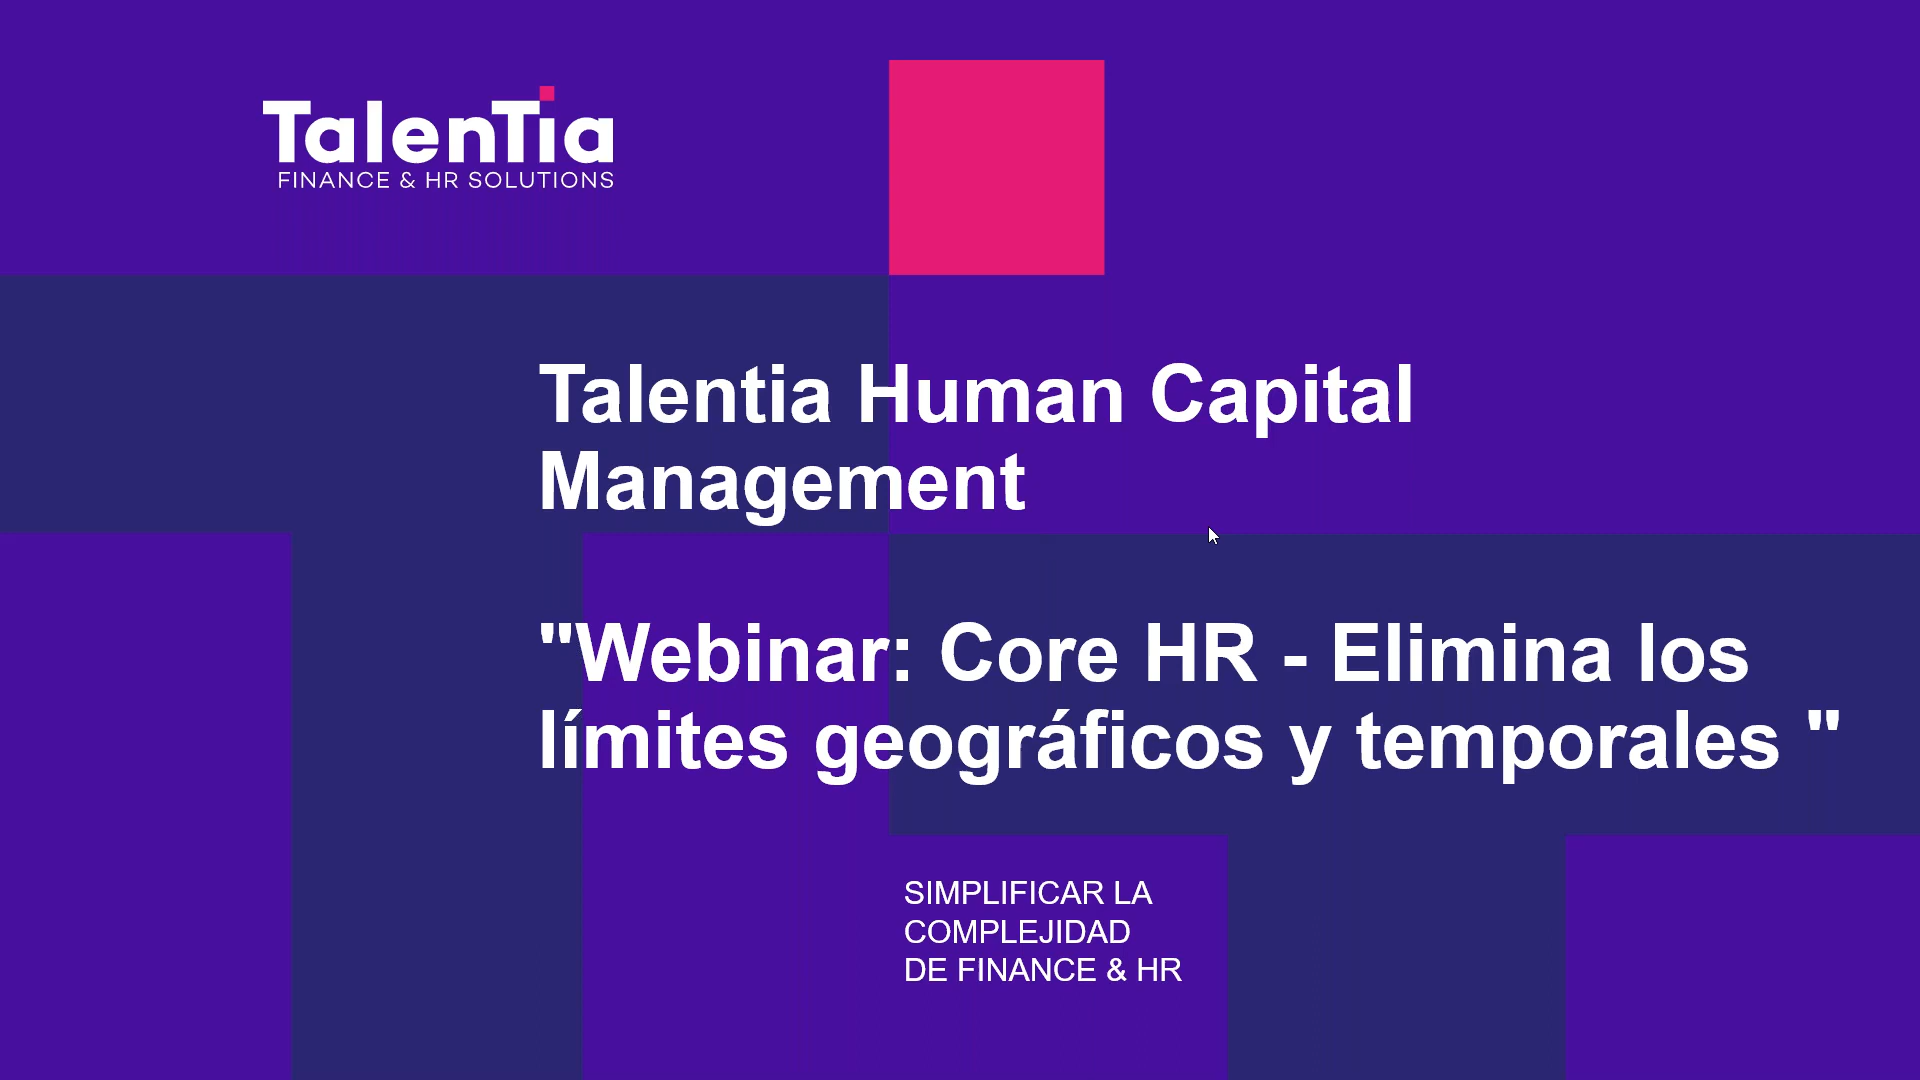 TalenTia
FINANCE & HR SOLUTIONS
Talentia Human Capital
Management
"Webinar: Core HR - Elimina los
límites geográficos y temporales "
SIMPLIFICAR LA
COMPLEJIDAD
DE FINANCE & HR